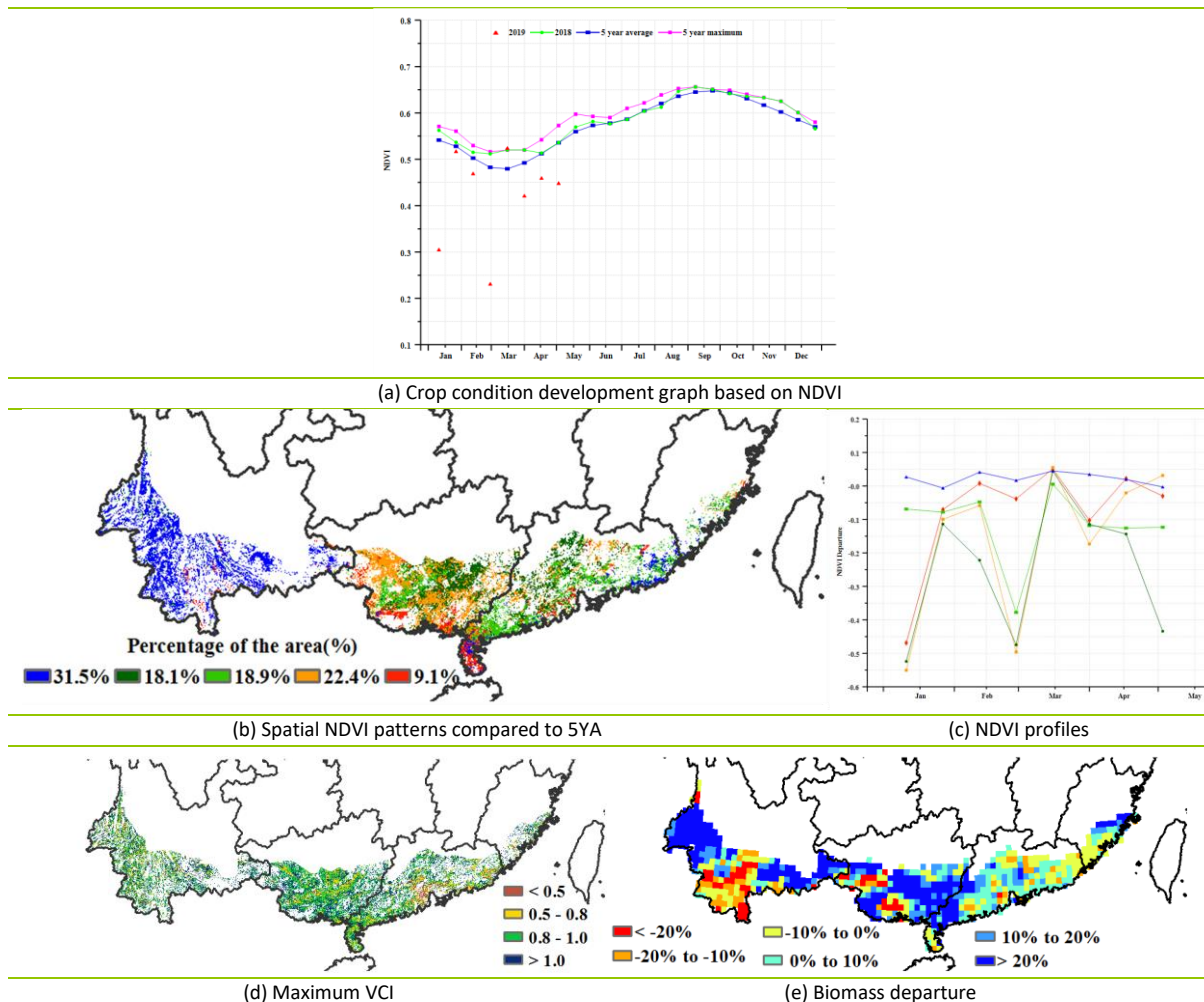 0.8
2019 2018 5 year average 5 year maximum
0.7
0.6
0.5
NDVI
0.4
0.3
0.2
0.1
Jan Feb Mar Apr May Jun Jul Aug Sep Oct Nov Dec
(a) Crop condition development graph based on NDVI
Percentage of the area(%)
31.5% 18.1% 18.9% 22.4% 9.1%
0.2
0.1
-0.0
-0.1
NDVI Departure
-0.2
-0.3
-0.4
-0.5
-0.6
Jan Feb Mar Apr May
(b) Spatial NDVI patterns compared to 5YA
(c) NDVI profiles
< 0.5
0.5 - 0.8
0.8 - 1.0
> 1.0
< -20% -10% to 0% 10% to 20%
-20% to -10% 0% to 10% > 20%
(d) Maximum VCI
(e) Biomass departure